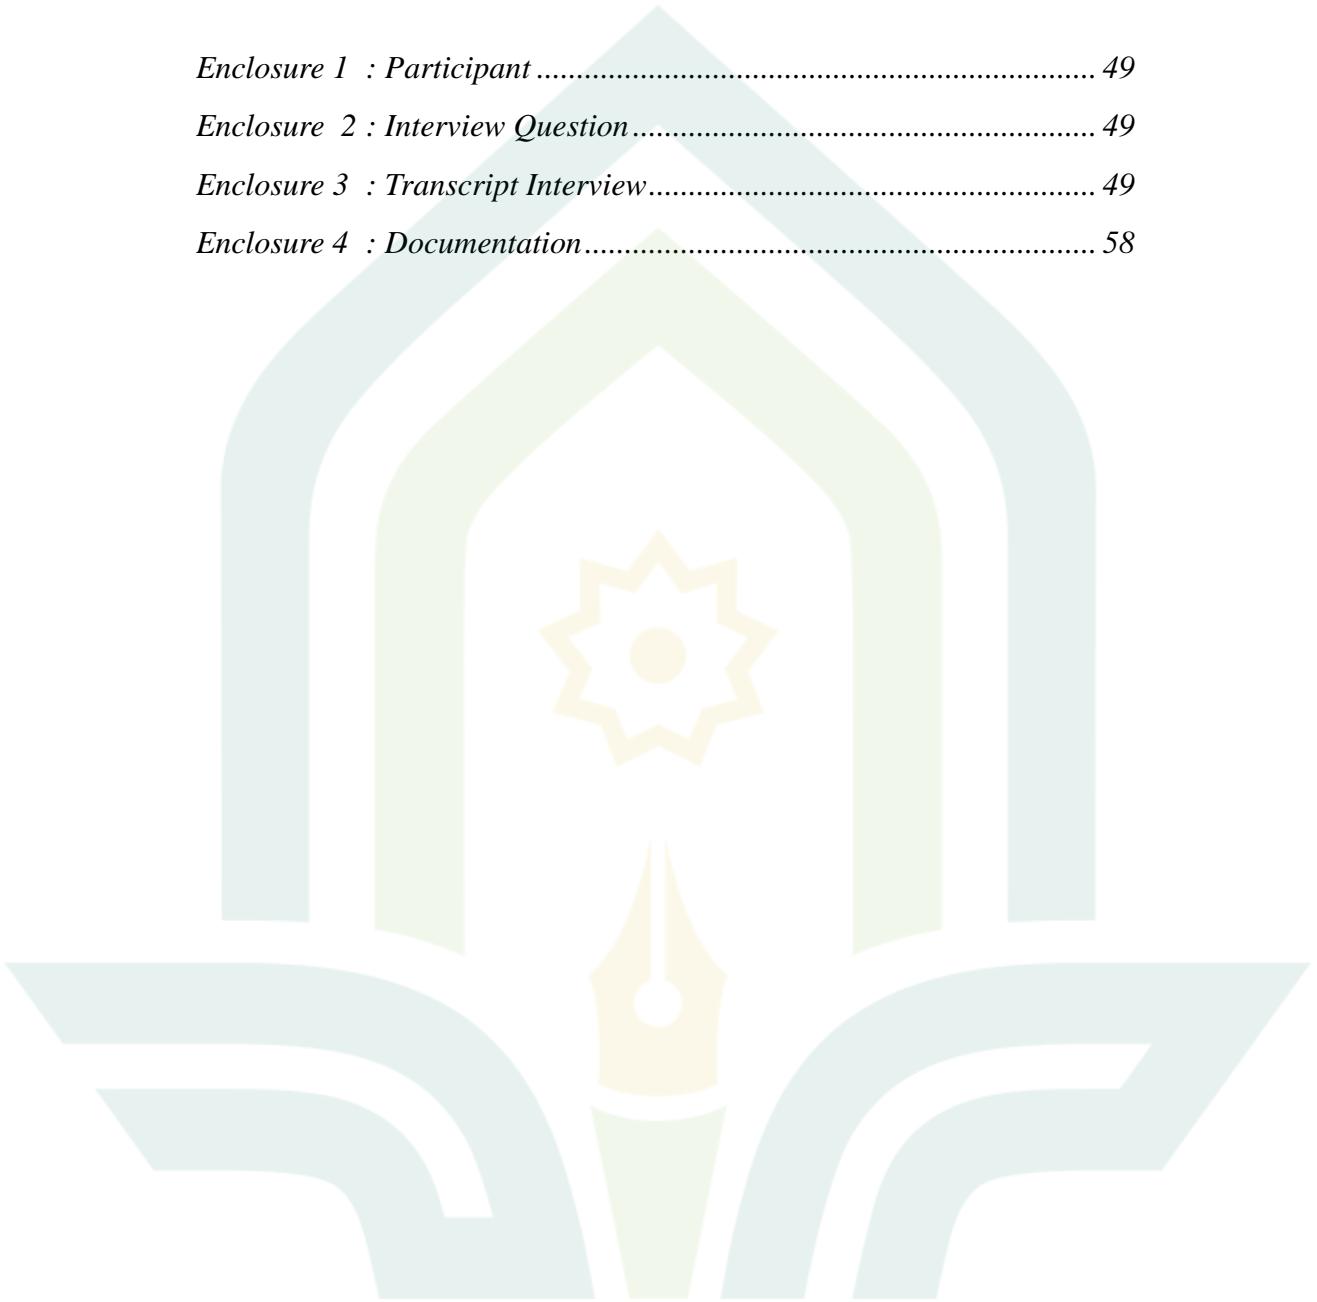 Enclosure 1 : Participant ........................................................................ 49
Enclosure 2 : Interview Question ........................................................... 49
Enclosure 3 : Transcript Interview......................................................... 49
Enclosure 4 : Documentation ................................................................. 58